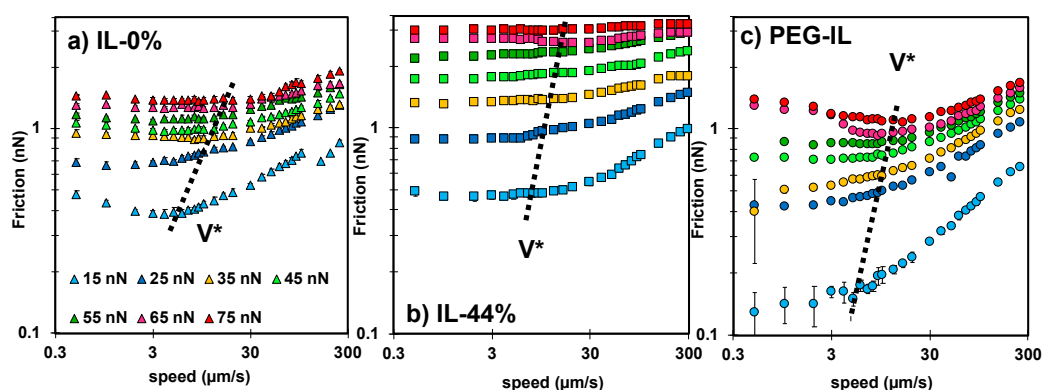 a) IL-0%
Friction (nN)
1
0.1
V*
15 nN 25 nN 35 nN 45 nN
55 nN 65 nN 75 nN
0.3 3 30 300
speed (µm/s)
b) IL-44%
Friction (nN)
1
0.1
V*
0.3 3 30 300
speed (µm/s)
c) PEG-IL
Friction (nN)
1
0.1
V*
0.3 3 30 300
speed (µm/s)